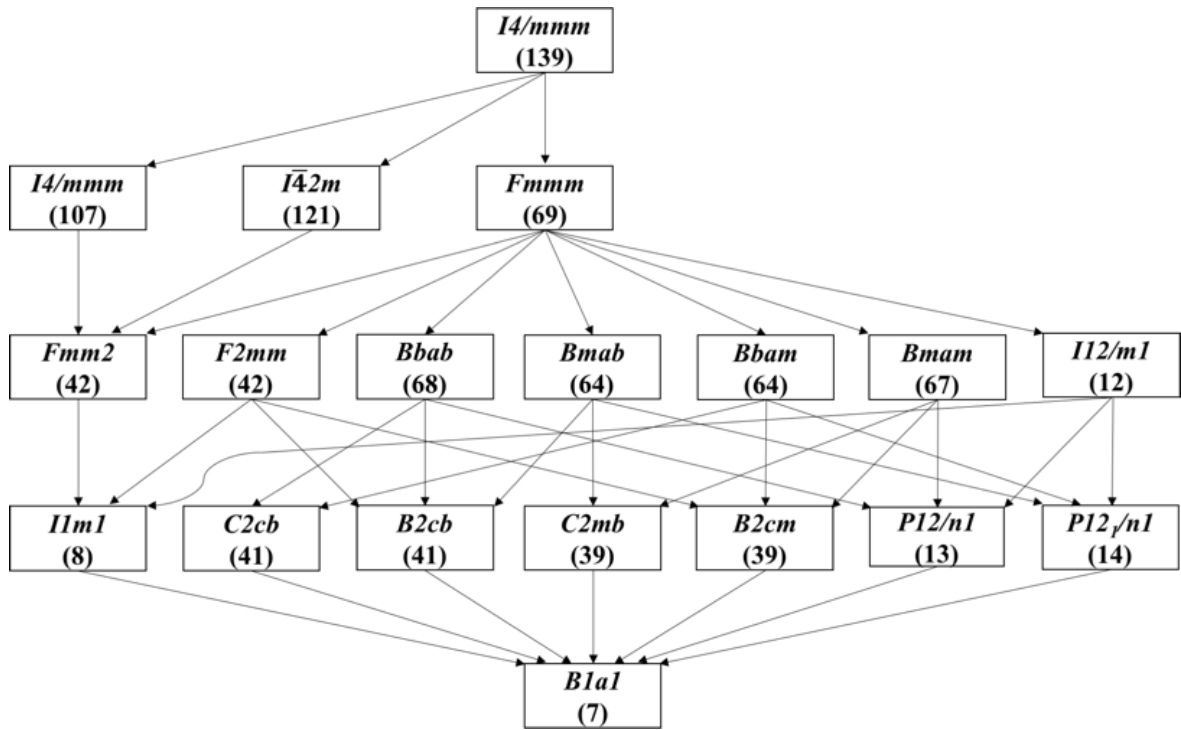 I4/mmm
(139)
I4/mmm
(107)
I4̅2m
(121)
Fmmm
(69)
Fmm2
(42)
F2mm
(42)
Bbab
(68)
Bmab
(64)
Bbam
(64)
Bmam
(67)
I12/m1
(12)
I1m1
(8)
C2cb
(41)
B2cb
(41)
C2mb
(39)
B2cm
(39)
P12/n1
(13)
P12₁/n1
(14)
B1a1
(7)